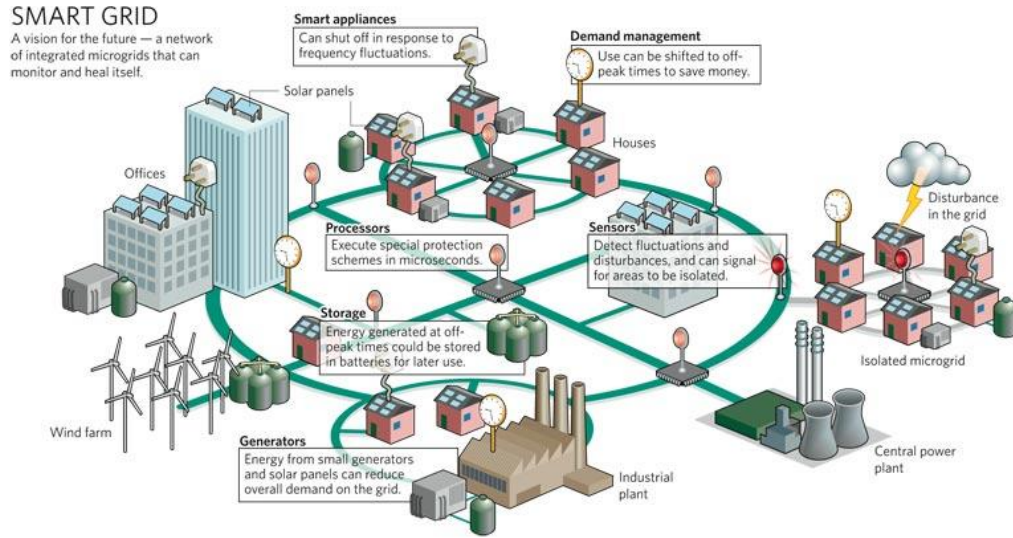 SMART GRID
A vision for the future — a network
of integrated microgrids that can
monitor and heal itself.
Smart appliances
Can shut off in response to
frequency fluctuations.
Demand management
Use can be shifted to off-
peak times to save money.
Solar panels
Houses
Offices
Disturbance
in the grid
Processors
Execute special protection
schemes in microseconds.
Sensors
Detect fluctuations and
disturbances, and can signal
for areas to be isolated.
Storage
Energy generated at off-
peak times could be stored
in batteries for later use.
Isolated microgrid
Wind farm
Generators
Energy from small generators
and solar panels can reduce
overall demand on the grid.
Industrial
plant
Central power
plant